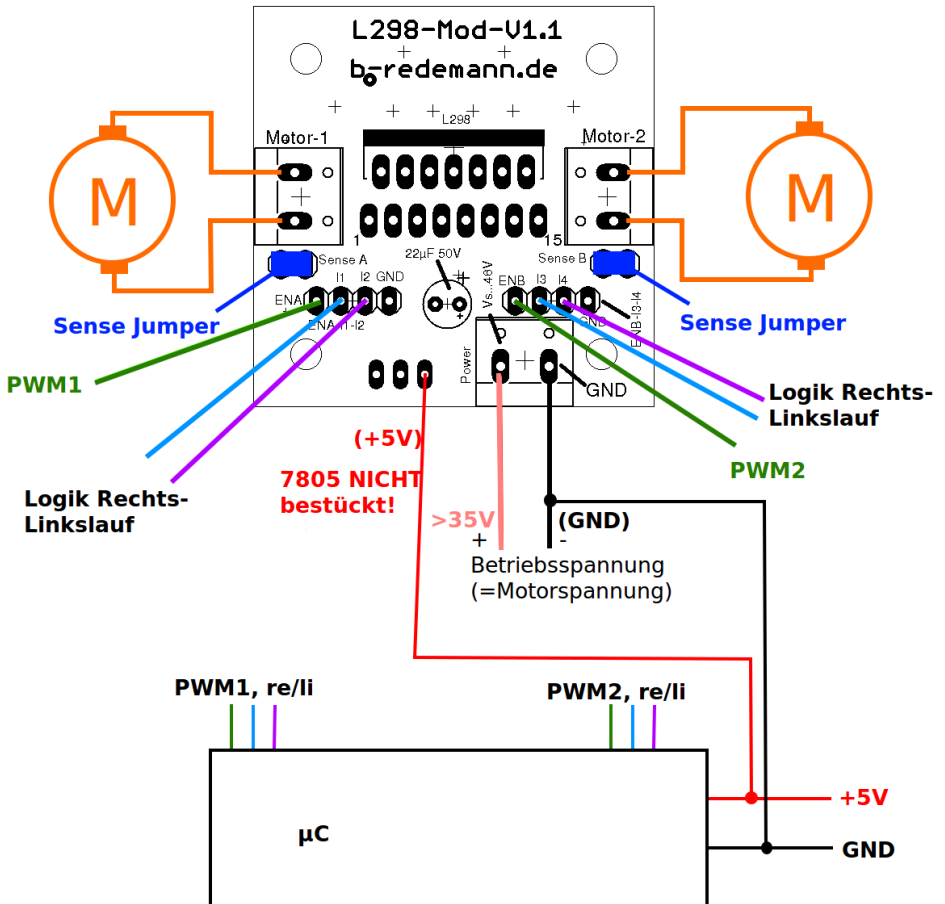 L298-Mod-V1.1
b-redemann.de
L298
Motor-1
Motor-2
M
M
1
15
Sense A
22µF 50V
Sense B
I1 I2 GND
Vs...46V
ENB I3 I4
ENA
GND
ENA-I1-I2
ENB-I3-I4
Sense Jumper
Sense Jumper
Power
PWM1
GND
Logik Rechts-
Linkslauf
(+5V)
PWM2
7805 NICHT
bestückt!
Logik Rechts-
Linkslauf
>35V
(GND)
+ -
Betriebsspannung
(=Motorspannung)
PWM1, re/li
PWM2, re/li
+5V
µC
GND